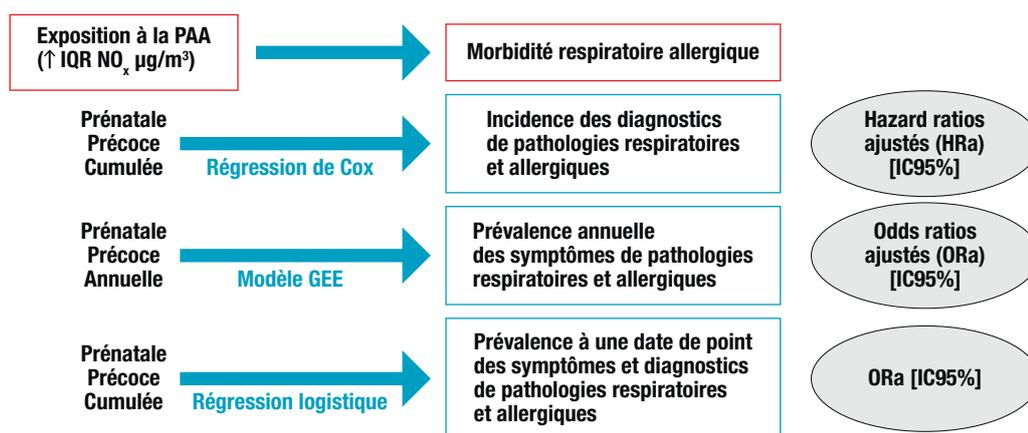 Exposition à la PAA
(↑ IQR NOx µg/m³)
Morbidité respiratoire allergique
Prénatale
Précoce
Cumulée
Régression de Cox
Incidence des diagnostics
de pathologies respiratoires
et allergiques
Hazard ratios
ajustés (HRa)
[IC95%]
Prénatale
Précoce
Annuelle
Modèle GEE
Prévalence annuelle
des symptômes de pathologies
respiratoires et allergiques
Odds ratios
ajustés (ORa)
[IC95%]
Prénatale
Précoce
Cumulée
Régression logistique
Prévalence à une date de point
des symptômes et diagnostics
de pathologies respiratoires
et allergiques
ORa [IC95%]